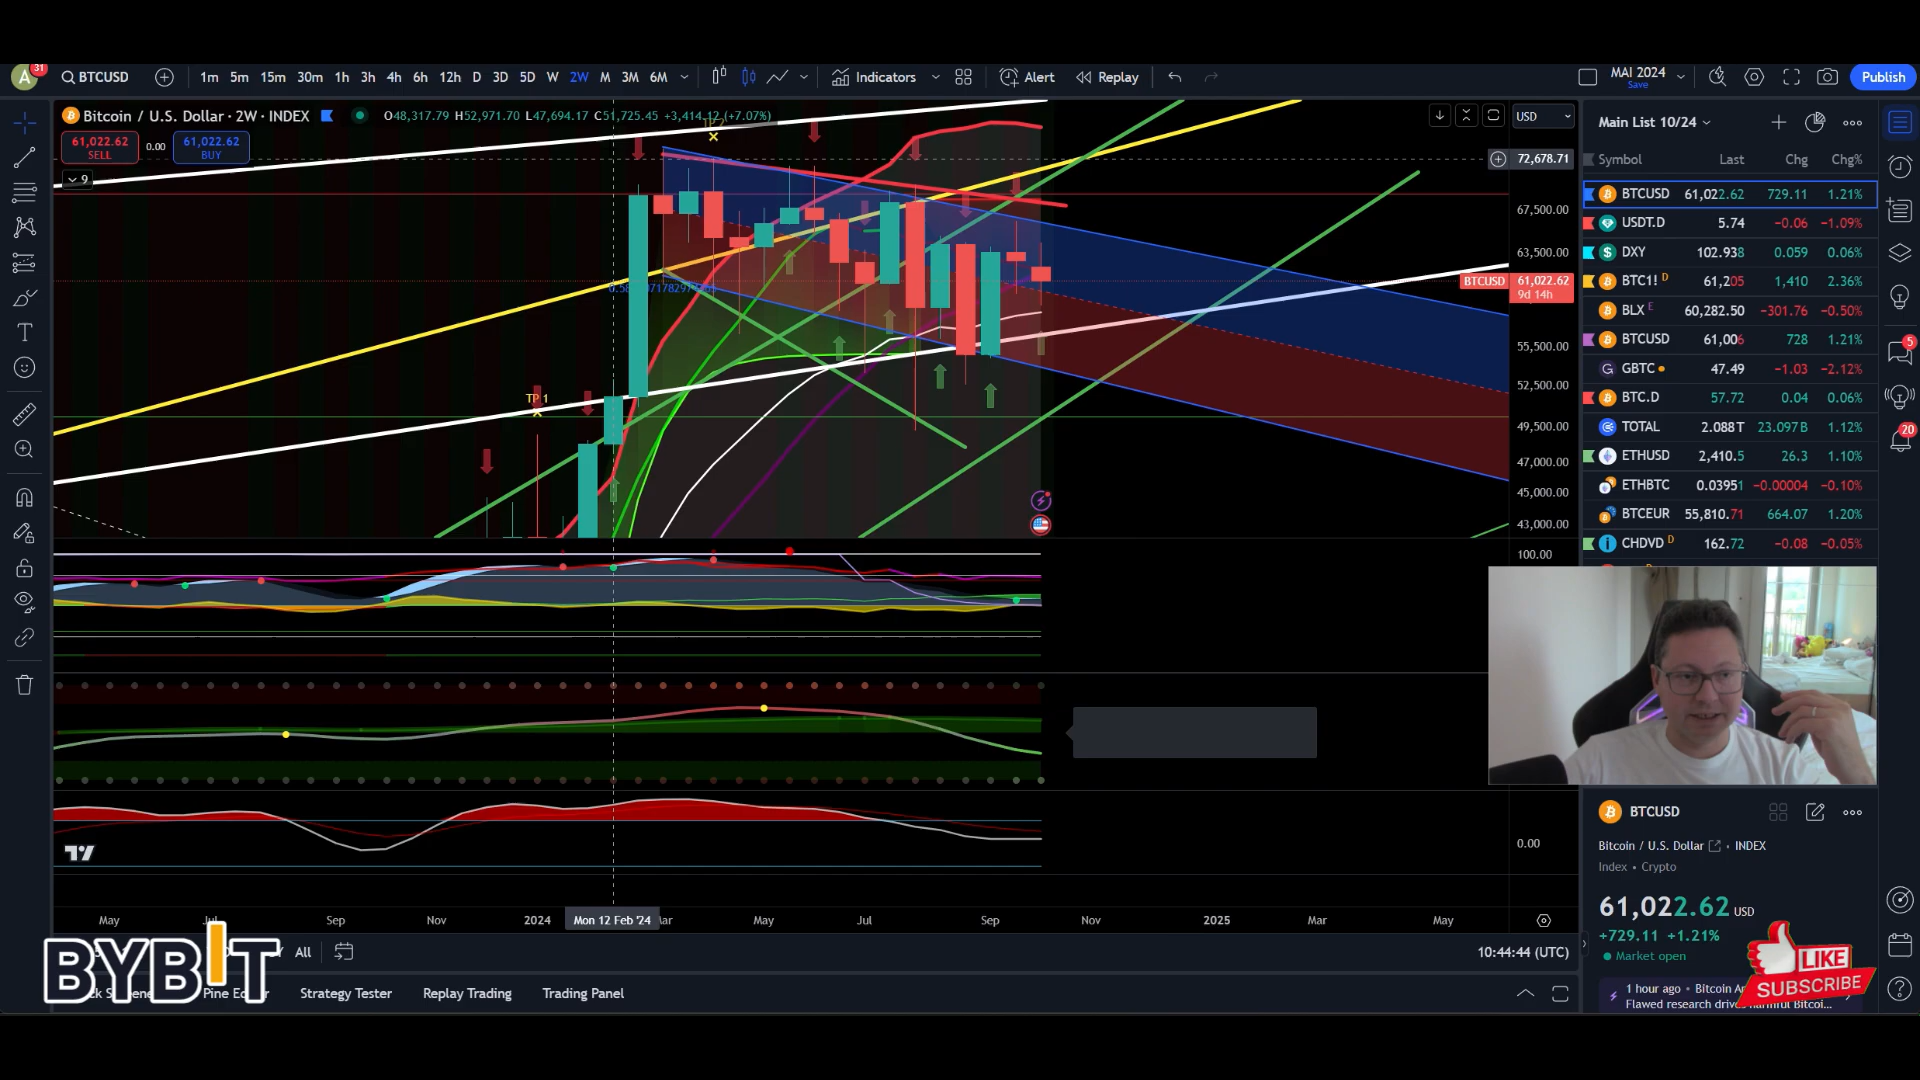 A 31 BTCUSD 1m 5m 15m 30m 1h 3h 4h 6h 12h D 3D 5D W 2W M 3M 6M Indicators Alert Replay MAI 2024 Save Publish
Bitcoin / U.S. Dollar · 2W · INDEX O48,317.79 H52,971.70 L47,694.17 C51,725.45 +3,414.12 (+7.07%) USD
61,022.62 SELL 0.00 61,022.62 BUY
9
TP 1
72,678.71
67,500.00
63,500.00
BTCUSD 61,022.62
9d 14h
55,500.00
52,500.00
49,500.00
47,000.00
45,000.00
43,000.00
100.00
0.00
May Sep Nov 2024 Mon 12 Feb '24 May Jul Sep Nov 2025 Mar May
All 10:44:44 (UTC)
BYBIT
Strategy Tester Replay Trading Trading Panel
Main List 10/24
Symbol Last Chg Chg%
BTCUSD 61,022.62 729.11 1.21%
USDT.D 5.74 −0.06 −1.09%
DXY 102.938 0.059 0.06%
BTC1! D 61,205 1,410 2.36%
BLX E 60,282.50 −301.76 −0.50%
BTCUSD 61,006 728 1.21%
GBTC 47.49 −1.03 −2.12%
BTC.D 57.72 0.04 0.06%
TOTAL 2.088T 23.097B 1.12%
ETHUSD 2,410.5 26.3 1.10%
ETHBTC 0.03951 −0.00004 −0.10%
BTCEUR 55,810.71 664.07 1.20%
CHDVD D 162.72 −0.08 −0.05%
5
20
BTCUSD
Bitcoin / U.S. Dollar · INDEX
Index • Crypto
61,022.62 USD
+729.11 +1.21%
Market open
LIKE
SUBSCRIBE
1 hour ago • Bitcoin
Flawed research